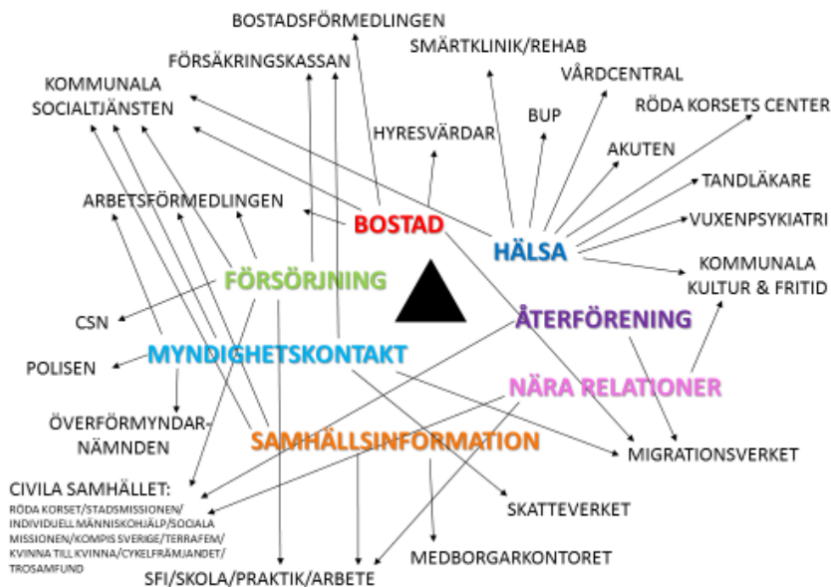 BOSTADSFÖRMEDLINGEN
SMÄRTKLINIK/REHAB
FÖRSÄKRINGSKASSAN
VÅRDCENTRAL
KOMMUNALA
SOCIALTJÄNSTEN
RÖDA KORSETS CENTER
BUP
HYRESVÄRDAR
AKUTEN
TANDLÄKARE
ARBETSFÖRMEDLINGEN
VUXENPSYKIATRI
BOSTAD
HÄLSA
KOMMUNALA
KULTUR & FRITID
FÖRSÖRJNING
CSN
ÅTERFÖRENING
MYNDIGHETSKONTAKT
POLISEN
NÄRA RELATIONER
ÖVERFÖRMYNDAR-
NÄMNDEN
SAMHÄLLSINFORMATION
MIGRATIONSVERKET
CIVILA SAMHÄLLET:
RÖDA KORSET/STADSMISSIONEN/
INDIVIDUELL MÄNNISKOHJÄLP/SOCIALA
MISSIONEN/KOMPIS SVERIGE/TERRAFEM/
KVINNA TILL KVINNA/CYKELFRÄMJANDET/
TROSAMFUND
SKATTEVERKET
MEDBORGARKONTORET
SFI/SKOLA/PRAKTIK/ARBETE